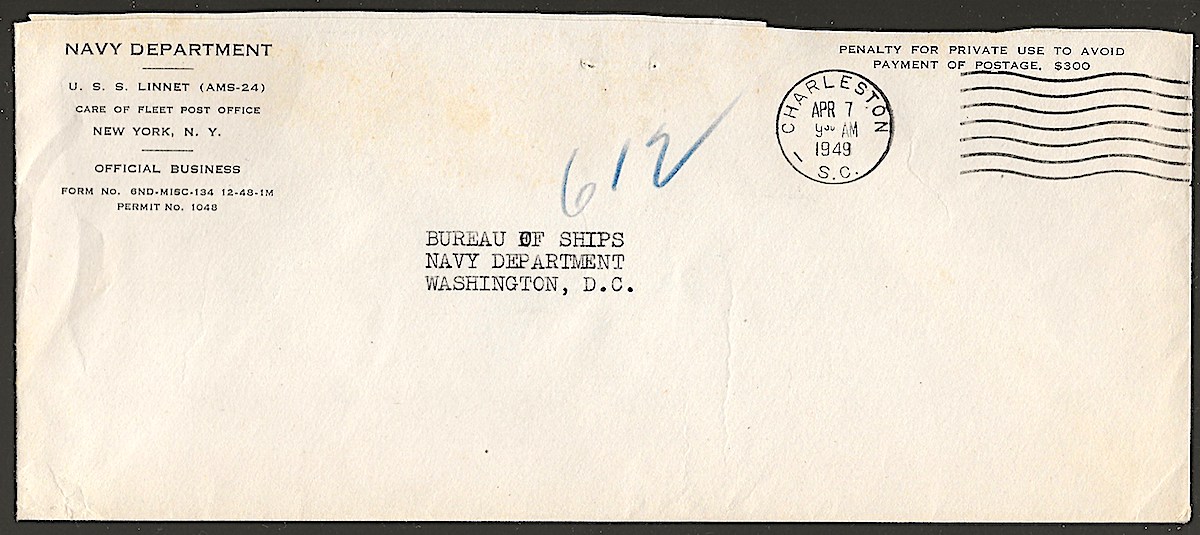 NAVY DEPARTMENT
U. S. S. LINNET (AMS-24)
CARE OF FLEET POST OFFICE
NEW YORK, N. Y.
OFFICIAL BUSINESS
FORM No. 6ND-MISC-134 12-48-1M
PERMIT No. 1048
PENALTY FOR PRIVATE USE TO AVOID
PAYMENT OF POSTAGE, $300
CHARLESTON
APR 7
9 30 AM
1949
S.C.
612
BUREAU OF SHIPS
NAVY DEPARTMENT
WASHINGTON, D.C.